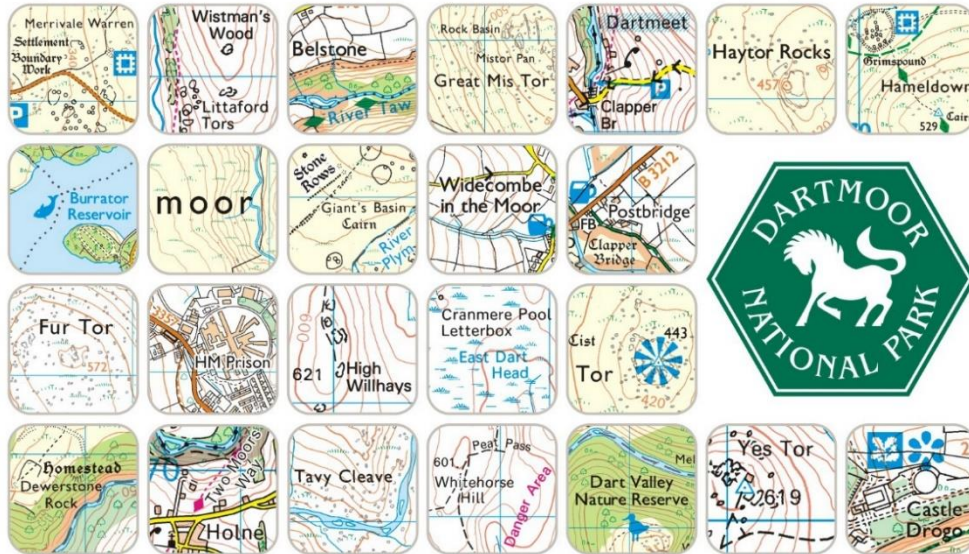 Merrivale Warren
Settlement
Boundary
Work
Wistman's
Wood
Littaford
Tors
Belstone
River Taw
Rock Basin
Mistor Pan
Great Mis Tor
Dartmeet
P
Clapper
Br
Haytor Rocks
457
Grimspound
Hameldown
Cairn
529
P
Burrator
Reservoir
moor
Stone
Rows
Giant's Basin
Cairn
River
Plym
Widecombe
in the Moor
B 3212
Postbridge
FB
Clapper
Bridge
DARTMOOR
NATIONAL PARK
Fur Tor
572
HM Prison
600
621
High
Willhays
Cranmere Pool
Letterbox
East Dart
Head
443
Cist
Tor
420
Homestead
Dewerstone
Rock
Two Moors
Way
Holne
Tavy Cleave
Peat Pass
601
Whitehorse
Hill
Danger Area
Dart Valley
Nature Reserve
Yes Tor
2619
Castle
Drogo